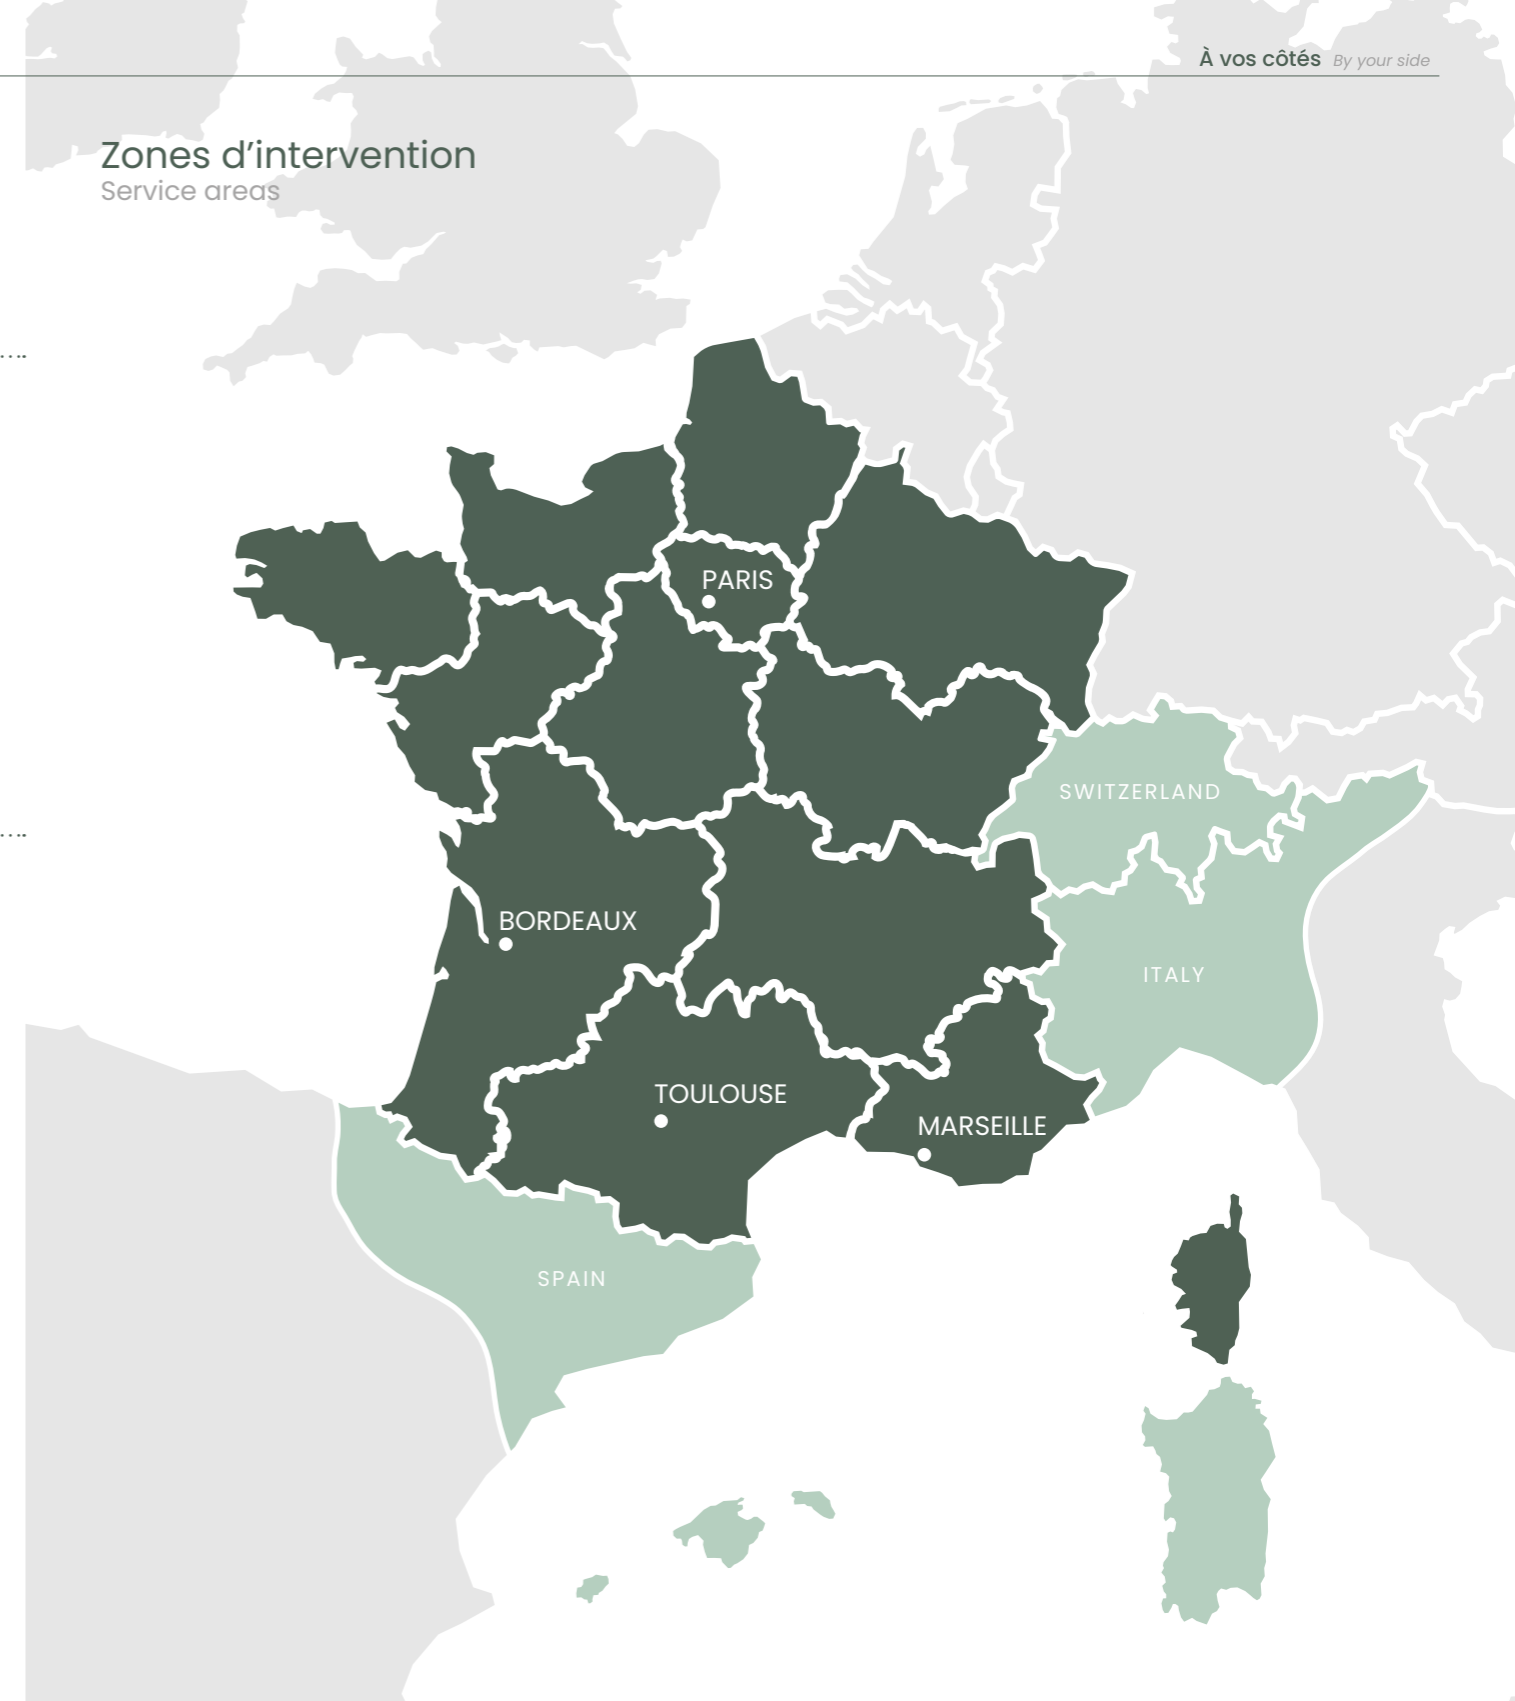 À vos côtés By your side
Zones d’intervention
Service areas
....
PARIS
SWITZERLAND
....
BORDEAUX
ITALY
TOULOUSE
MARSEILLE
SPAIN